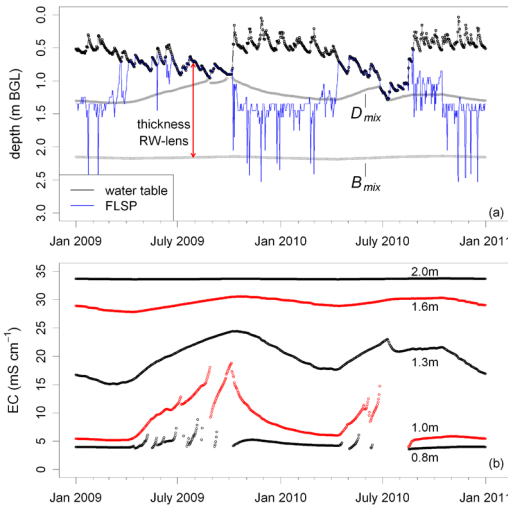 0.0
0.5
1.0
1.5
2.0
2.5
3.0
depth (m BGL)
thickness
RW-lens
D mix
B mix
water table
FLSP
(a)
Jan 2009
July 2009
Jan 2010
July 2010
Jan 2011
35
30
25
20
15
10
5
0
EC (mS cm⁻¹)
2.0m
1.6m
1.3m
1.0m
0.8m
(b)
Jan 2009
July 2009
Jan 2010
July 2010
Jan 2011